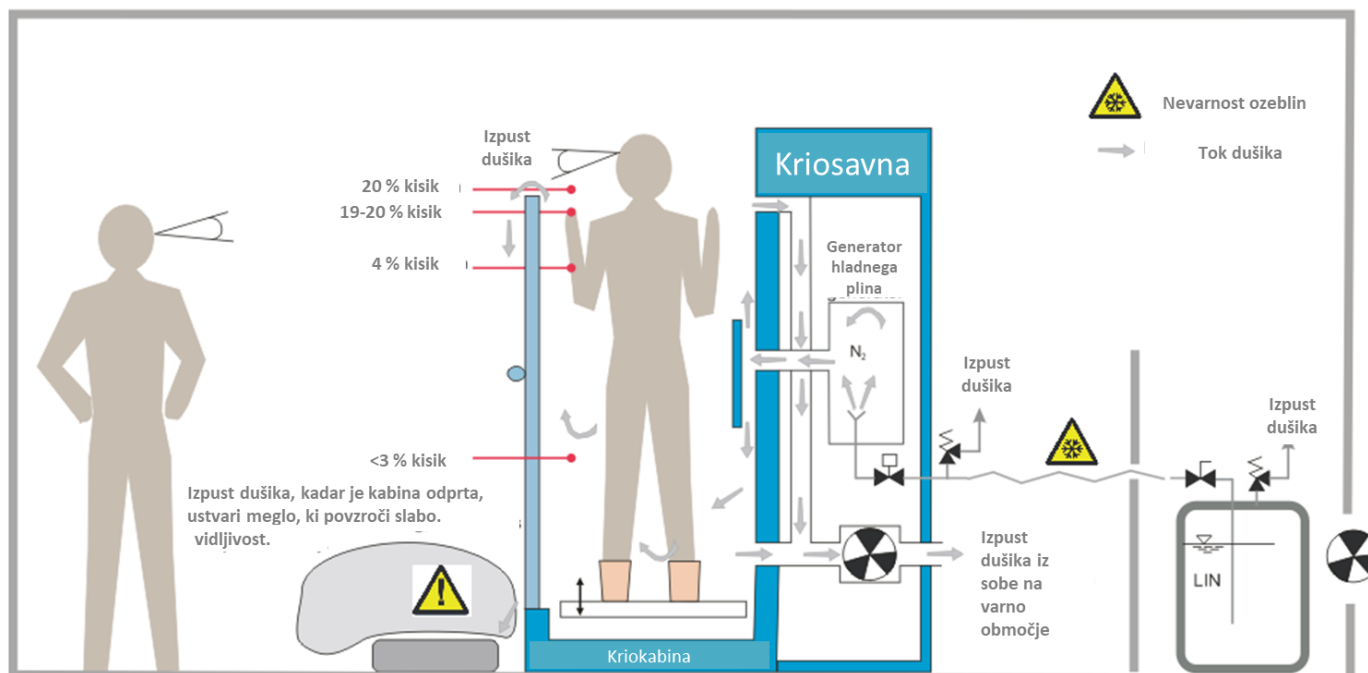 Nevarnost ozeblin
Tok dušika
Izpust
dušika
Kriosavna
20 % kisik
19-20 % kisik
4 % kisik
<3 % kisik
Generator
hladnega
plina
N₂
Izpust
dušika
Izpust
dušika
Izpust dušika, kadar je kabina odprta,
ustvari meglo, ki povzroči slabo.
vidljivost.
Izpust
dušika iz
sobe na
varno
območje
LIN
Kriokabina